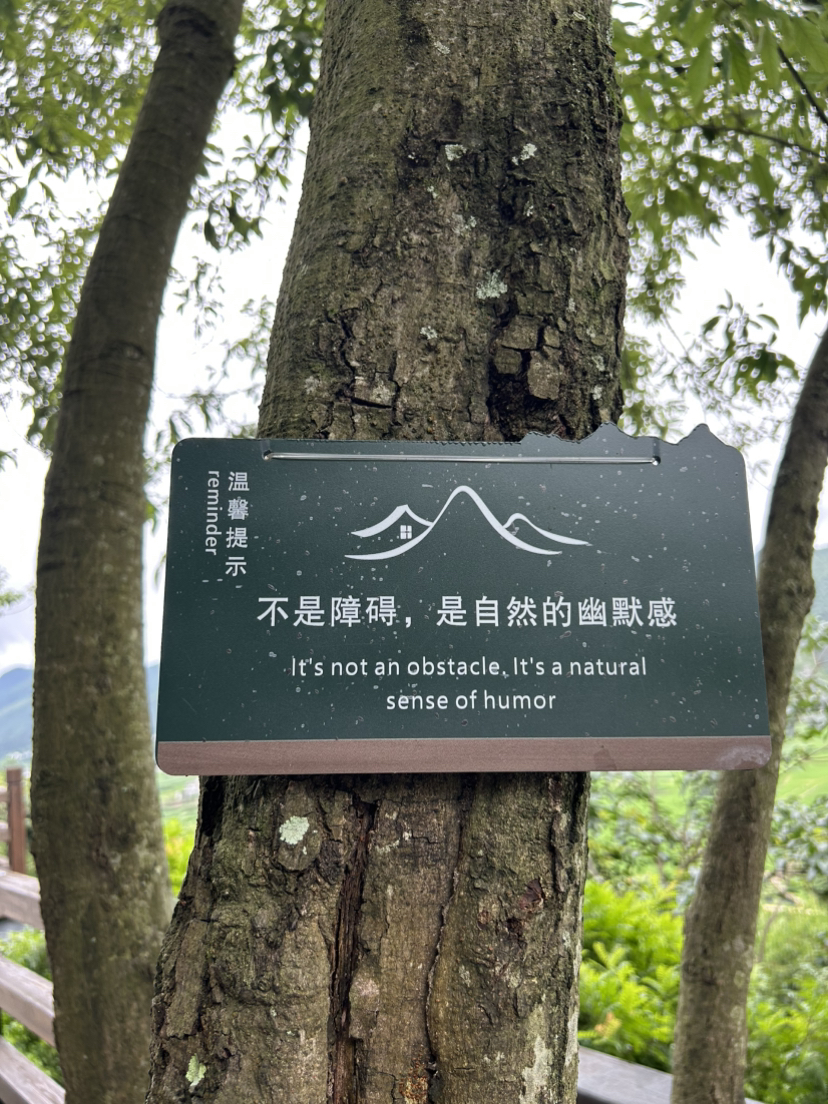 温馨提示
reminder
不是障碍，是自然的幽默感
It's not an obstacle. It's a natural
sense of humor